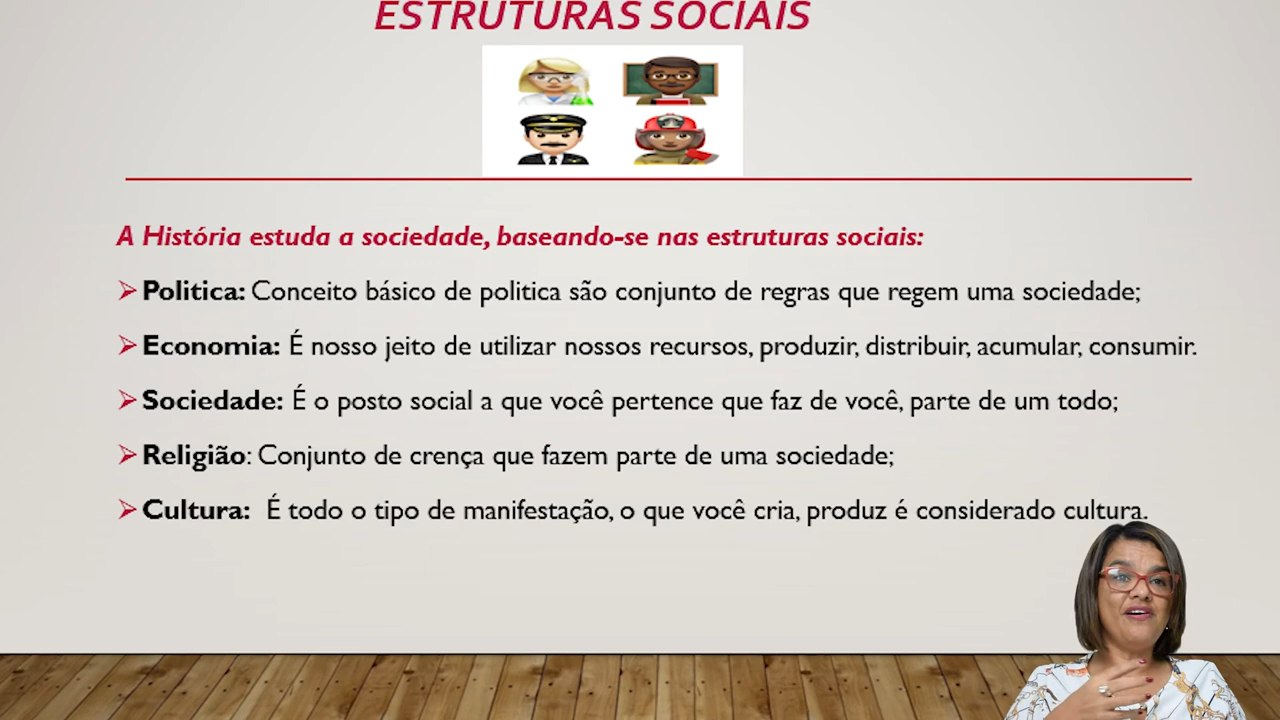 ESTRUTURAS SOCIAIS
A História estuda a sociedade, baseando-se nas estruturas sociais:
Politica: Conceito básico de politica são conjunto de regras que regem uma sociedade;
Economia: É nosso jeito de utilizar nossos recursos, produzir, distribuir, acumular, consumir.
Sociedade: É o posto social a que você pertence que faz de você, parte de um todo;
Religião: Conjunto de crença que fazem parte de uma sociedade;
Cultura: É todo o tipo de manifestação, o que você cria, produz é considerado cultura.